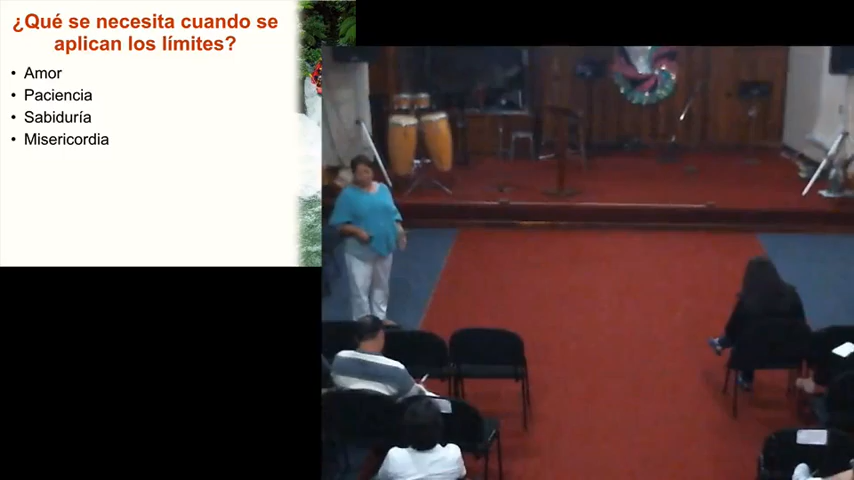 ¿Qué se necesita cuando se
aplican los límites?
• Amor
• Paciencia
• Sabiduría
• Misericordia